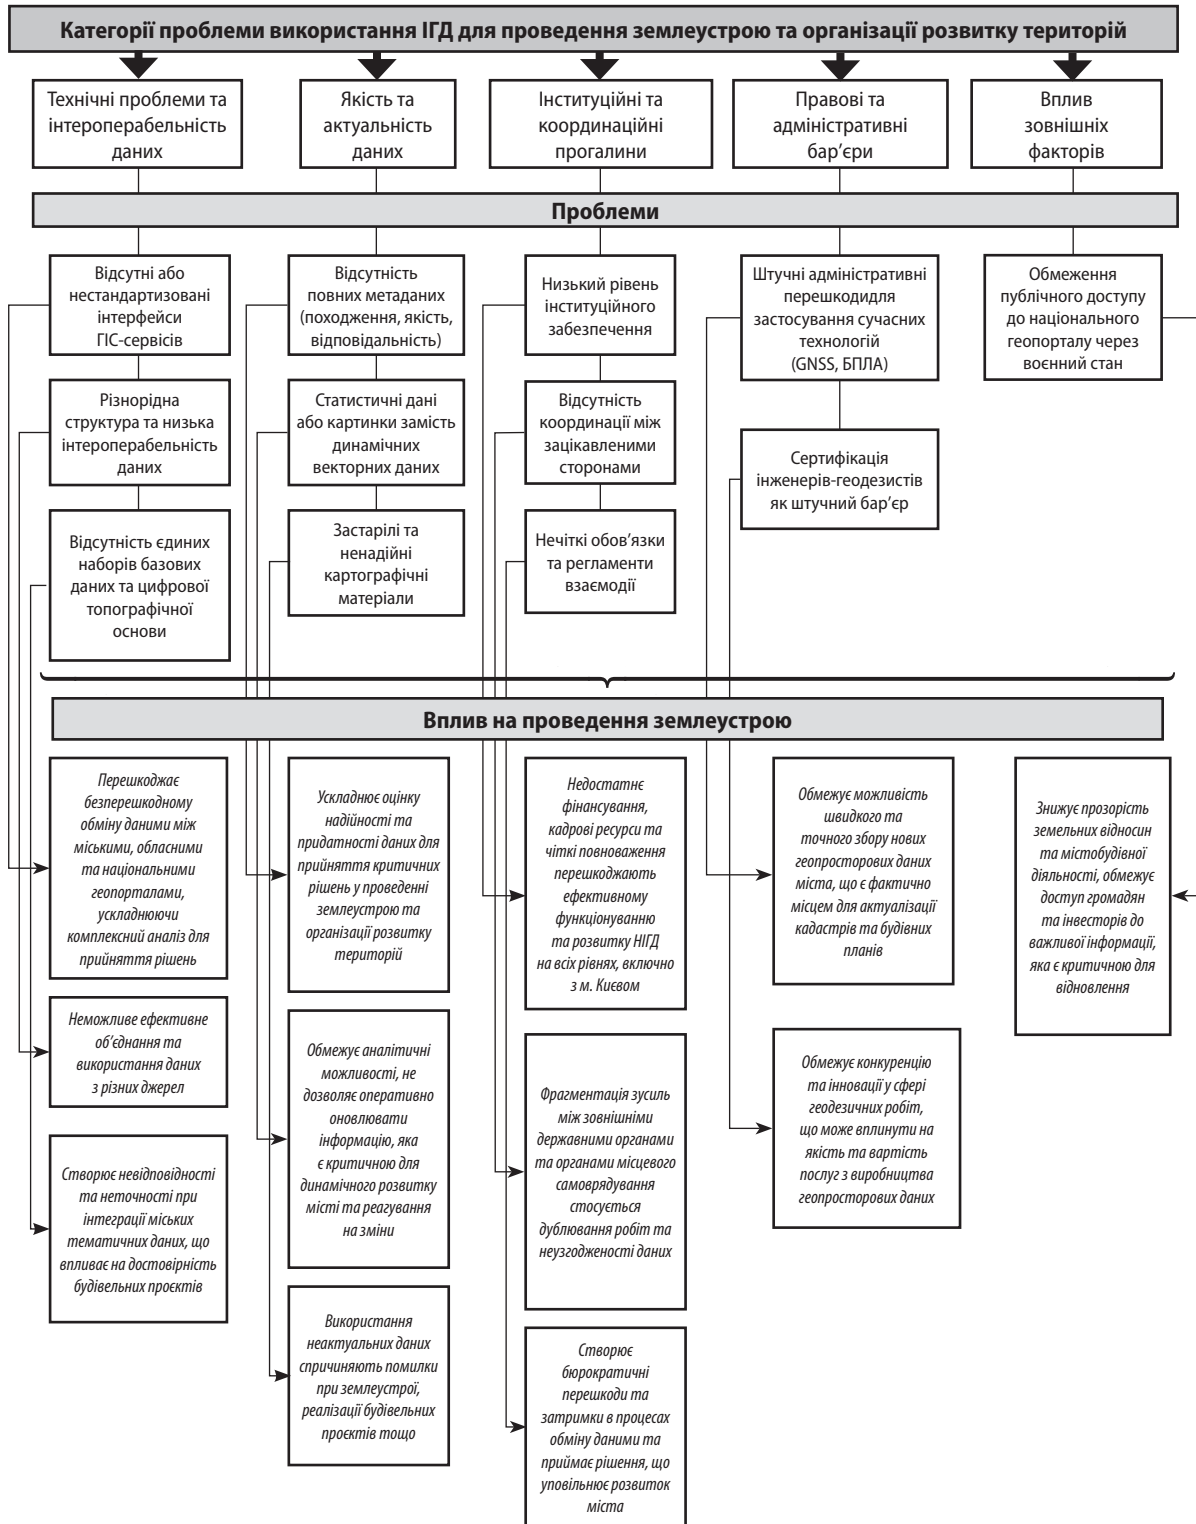 Категорії проблеми використання ІГД для проведення землеустрою та організації розвитку територій
Технічні проблеми та
інтероперабельність
даних
Якість та
актуальність
даних
Інституційні та
координаційні
прогалини
Правові та
адміністративні
бар’єри
Вплив
зовнішніх
факторів
Проблеми
Відсутні або
нестандартизовані
інтерфейси
ГІС-сервісів
Відсутність
повних метаданих
(походження, якість,
відповідальність)
Низький рівень
інституційного
забезпечення
Штучні адміністративні
перешкодидля
застосування сучасних
технологій
(GNSS, БПЛА)
Обмеження
публічного доступу
до національного
геопорталу через
воєнний стан
Різнорідна
структура та низька
інтероперабельність
даних
Статистичні дані
або картинки замість
динамічних
векторних даних
Відсутність
координації між
зацікавленими
сторонами
Сертифікація
інженерів-геодезистів
як штучний бар’єр
Відсутність єдиних
наборів базових
даних та цифрової
топографічної
основи
Застарілі та
ненадійні
картографічні
матеріали
Нечіткі обов’язки
та регламенти
взаємодії
Вплив на проведення землеустрою
Перешкоджає
безперешкодному
обміну даними між
міськими, обласними
та національними
геопорталами,
ускладнюючи
комплексний аналіз для
прийняття рішень
Ускладнює оцінку
надійності та
придатності даних для
прийняття критичних
рішень у проведенні
землеустрою та
організації розвитку
територій
Недостатнє
фінансування,
кадрові ресурси та
чіткі повноваження
перешкоджають
ефективному
функціонуванню
та розвитку НІГД
на всіх рівнях, включно
з м. Києвом
Обмежує можливість
швидкого та
точного збору нових
геопросторових даних
міста, що є фактично
місцем для актуалізації
кадастрів та будівних
планів
Знижує прозорість
земельних відносин
та містобудівної
діяльності, обмежує
доступ громадян
та інвесторів до
важливої інформації,
яка є критичною для
відновлення
Неможливе ефективне
об’єднання та
використання даних
з різних джерел
Обмежує аналітичні
можливості, не
дозволяє оперативно
оновлювати
інформацію, яка
є критичною для
динамічного розвитку
місті та реагування
на зміни
Фрагментація зусиль
між зовнішніми
державними органами
та органами місцевого
самоврядування
стосується
дублювання робіт та
неузгодженості даних
Обмежує конкуренцію
та інновації у сфері
геодезичних робіт,
що може вплинути на
якість та вартість
послуг з виробництва
геопросторових даних
Створює невідповідності
та неточності при
інтеграції міських
тематичних даних, що
впливає на достовірність
будівельних проєктів
Використання
неактуальних даних
спричиняють помилки
при землеустрої,
реалізації будівельних
проєктів тощо
Створює
бюрократичні
перешкоди та
затримки в процесах
обміну даними та
приймає рішення, що
уповільнює розвиток
міста